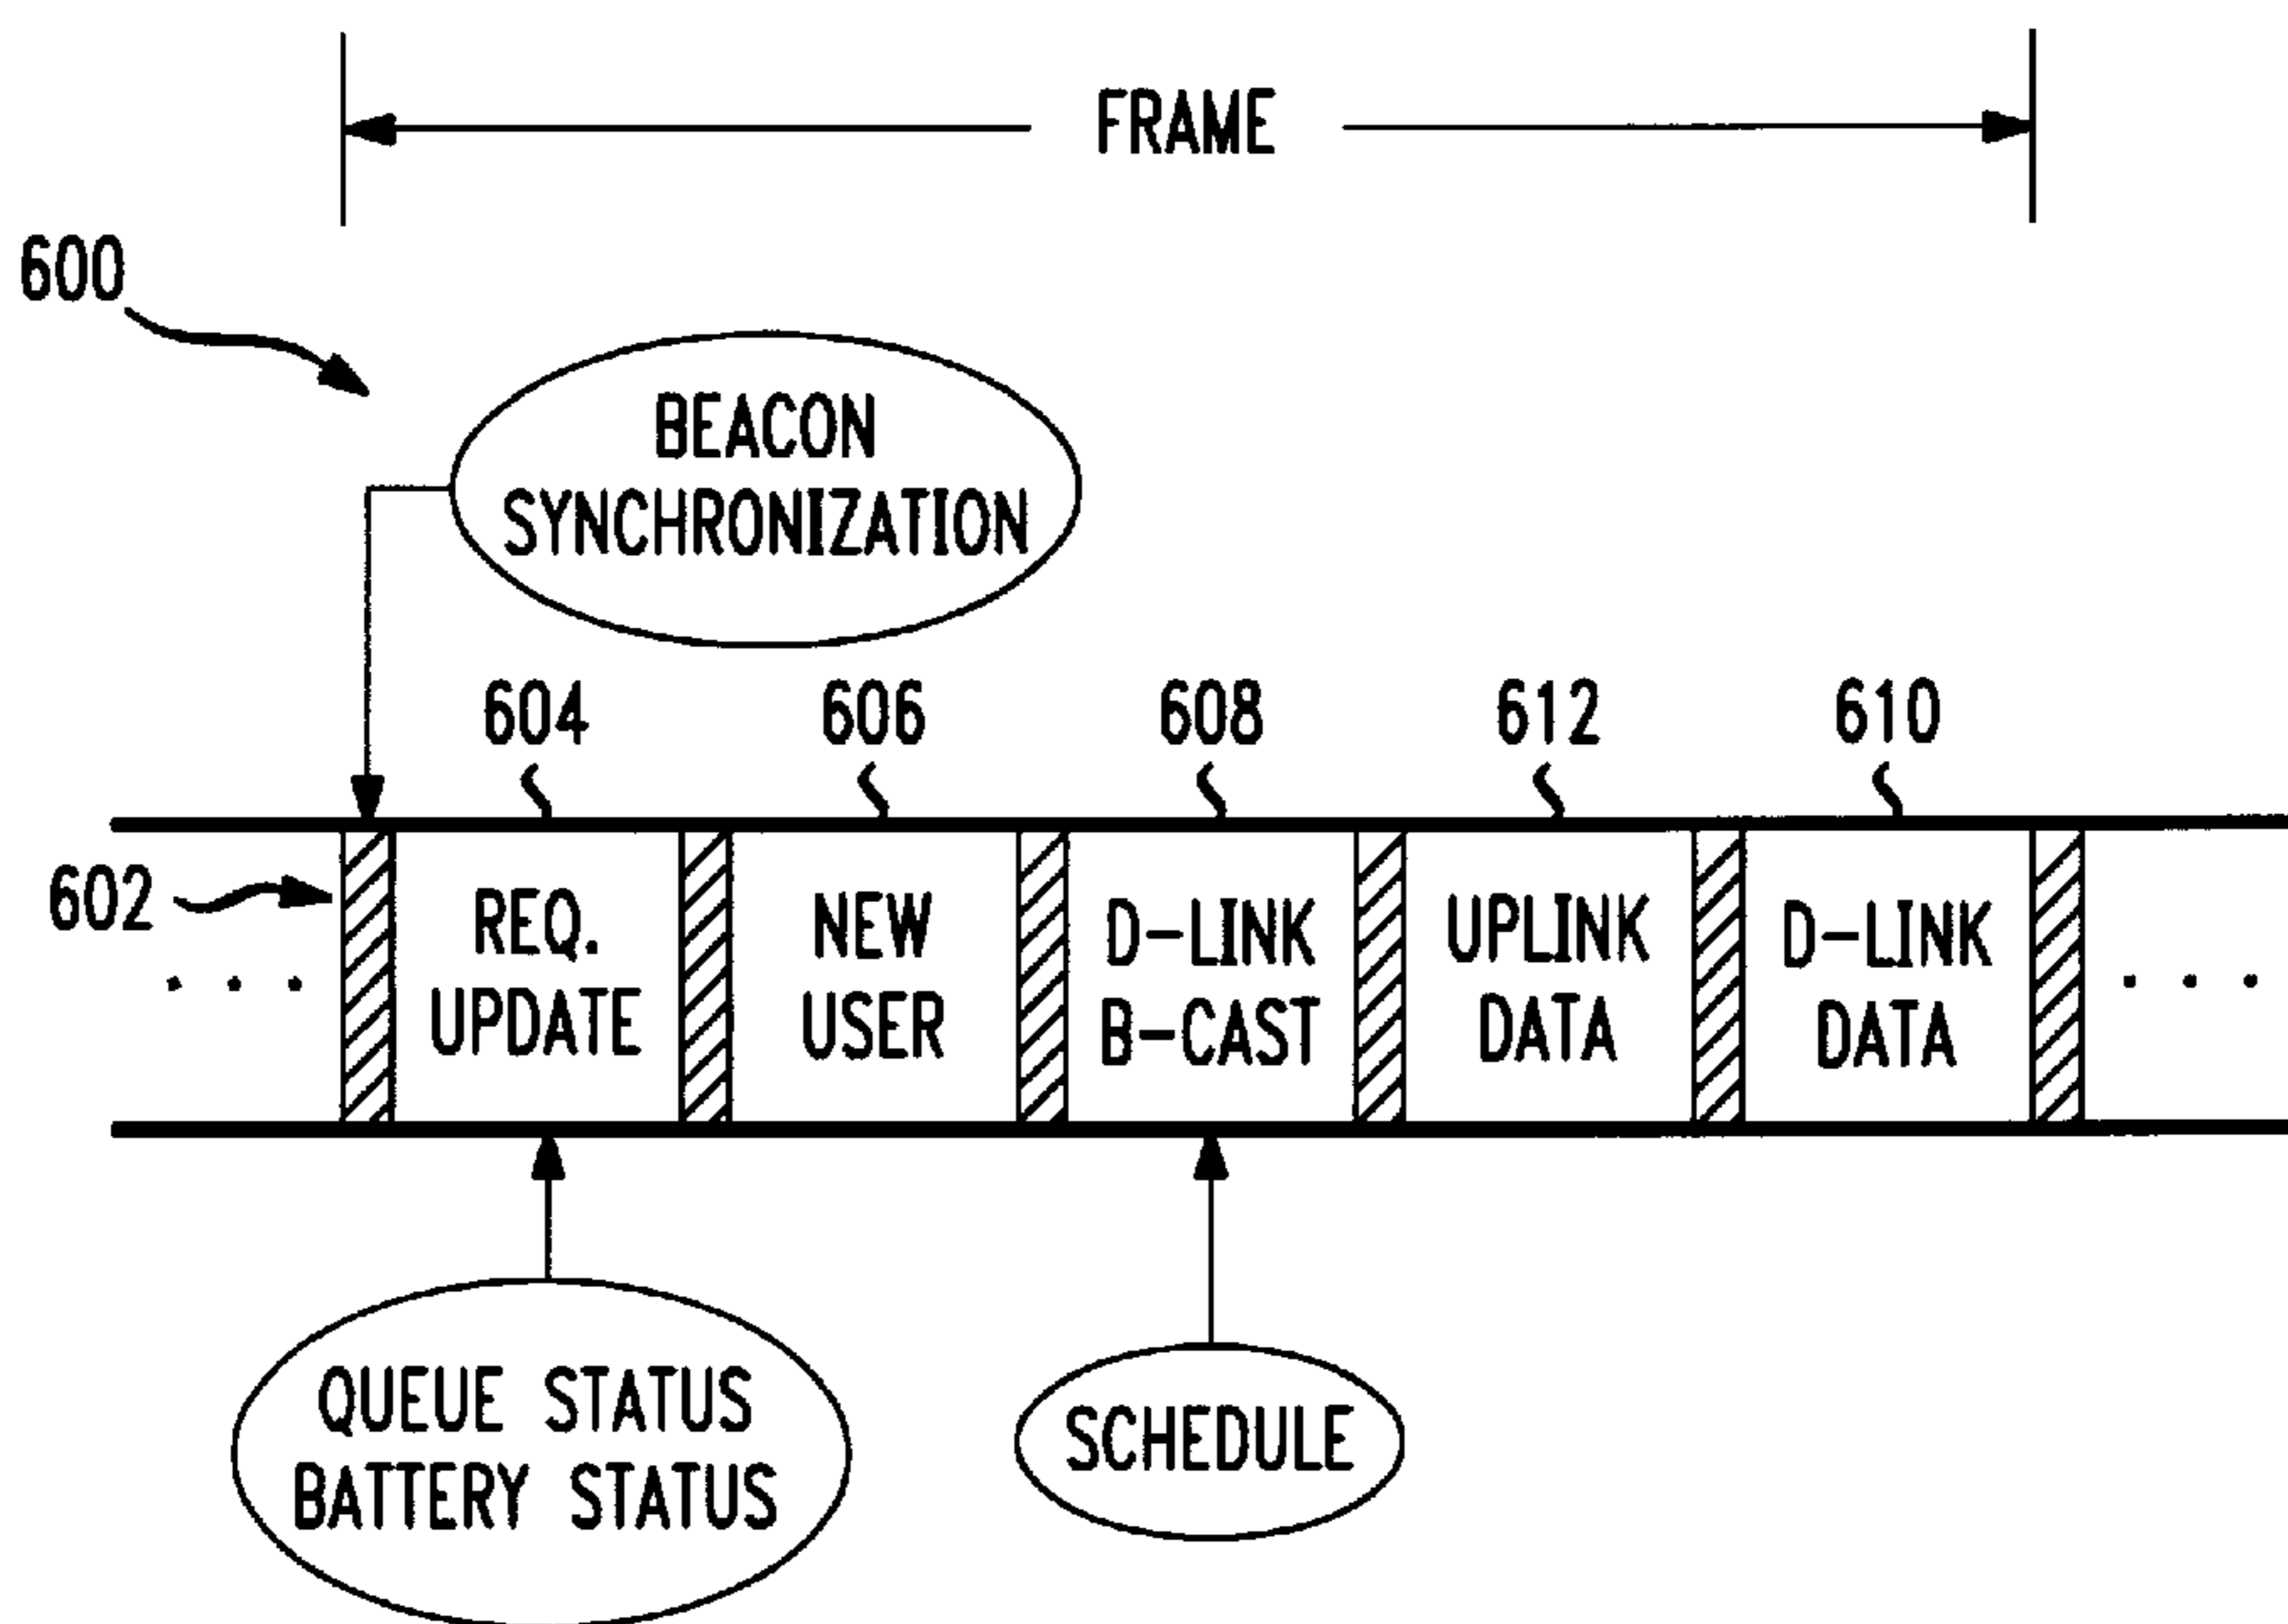 FRAME
600
BEACON
SYNCHRONIZATION
604 606 608 612 610
602
REQ.
UPDATE
NEW
USER
D-LINK
B-CAST
UPLINK
DATA
D-LINK
DATA
. . .
. . .
QUEUE STATUS
BATTERY STATUS
SCHEDULE